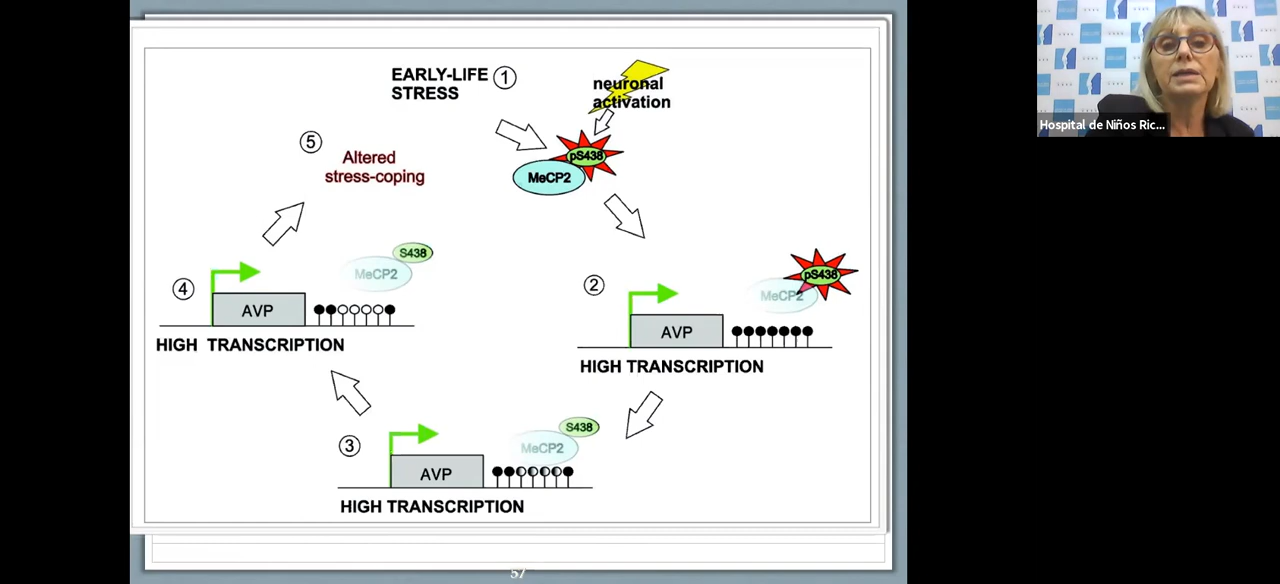 EARLY-LIFE
STRESS
①
neuronal
activation
pS438
MeCP2
②
pS438
MeCP2
AVP
HIGH TRANSCRIPTION
③
S438
MeCP2
AVP
HIGH TRANSCRIPTION
④
S438
MeCP2
AVP
HIGH TRANSCRIPTION
⑤
Altered
stress-coping
57
Hospital de Niños Ric...